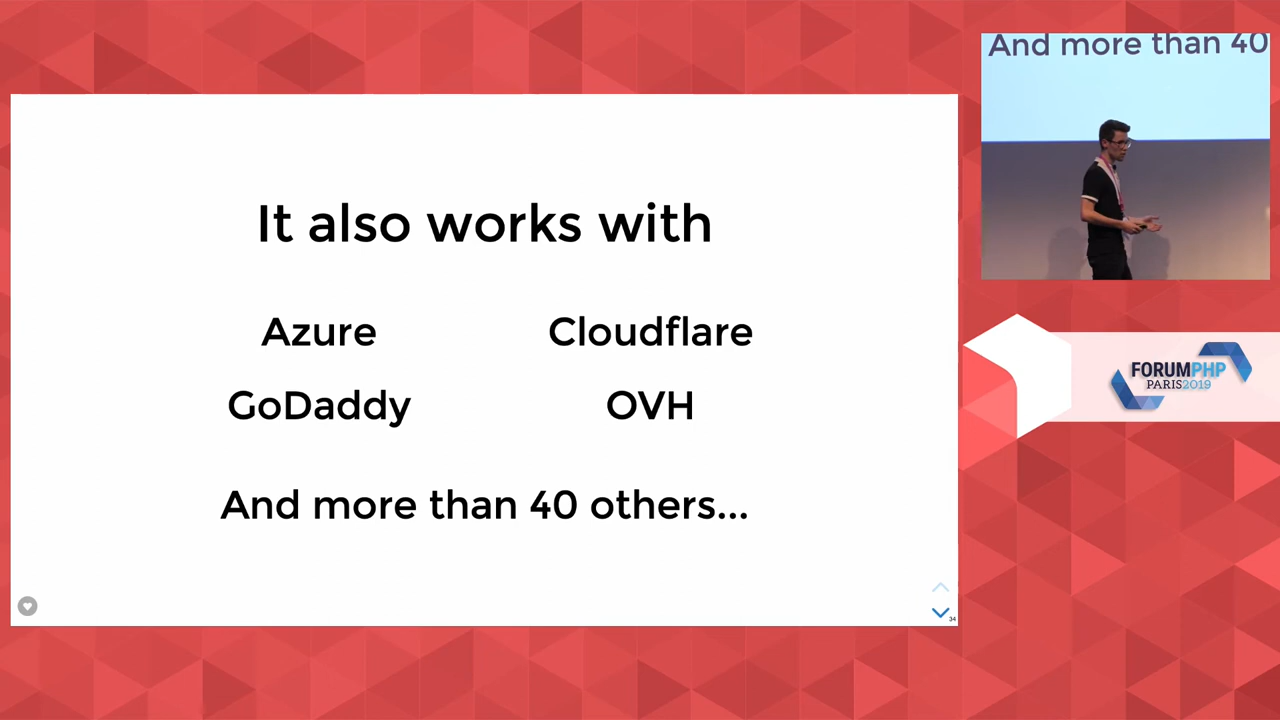 It also works with
Azure
Cloudflare
GoDaddy
OVH
And more than 40 others...
34
And more than 40
FORUMPHP
PARIS2019